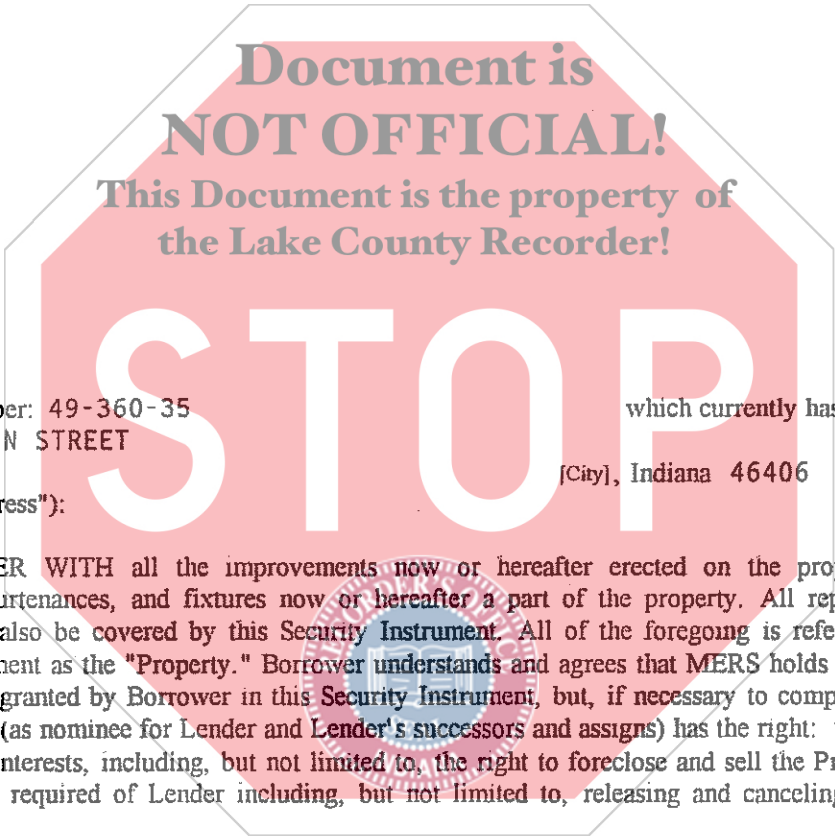 Document is
NOT OFFICIAL!
This Document is the property of
the Lake County Recorder!
STOP
ber: 49-360-35 which currently has
N STREET
[City], Indiana 46406
ress"):
ER WITH all the improvements now or hereafter erected on the pro
urtenances, and fixtures now or hereafter a part of the property. All rep
also be covered by this Security Instrument. All of the foregoing is refe
ment as the "Property." Borrower understands and agrees that MERS holds
granted by Borrower in this Security Instrument, but, if necessary to comp
(as nominee for Lender and Lender's successors and assigns) has the right:
nterests, including, but not limited to, the right to foreclose and sell the Pr
required of Lender including, but not limited to, releasing and canceling